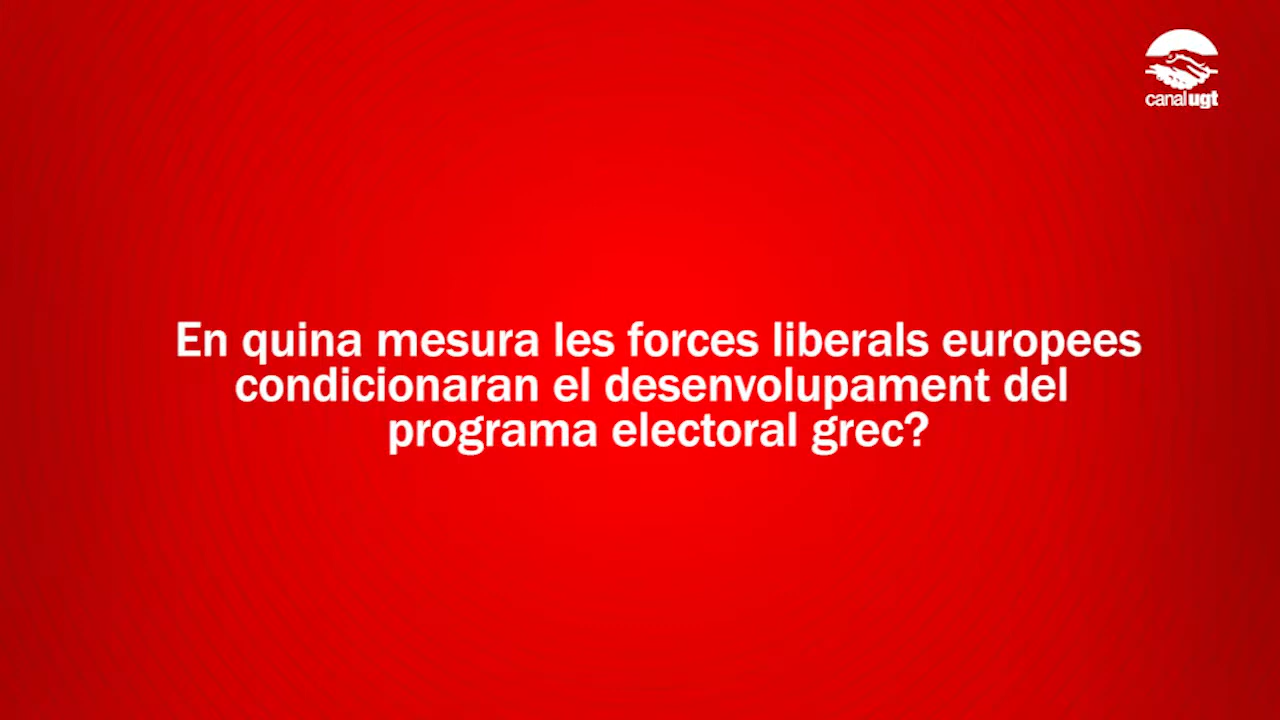 canalugt
En quina mesura les forces liberals europees
condicionaran el desenvolupament del
programa electoral grec?